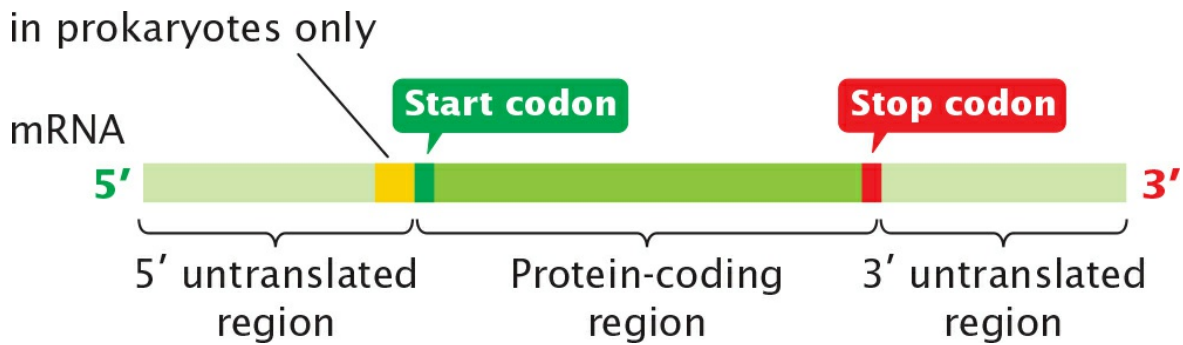 in prokaryotes only
Start codon
Stop codon
mRNA
5′
3′
5′ untranslated
region
Protein-coding
region
3′ untranslated
region